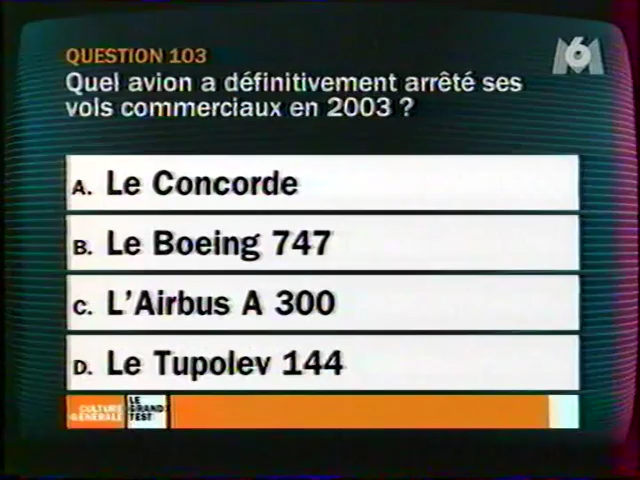 QUESTION 103
M6
Quel avion a définitivement arrêté ses
vols commerciaux en 2003 ?
A. Le Concorde
B. Le Boeing 747
C. L'Airbus A 300
D. Le Tupolev 144
CULTURE
GÉNÉRALE
LE
GRAND
TEST